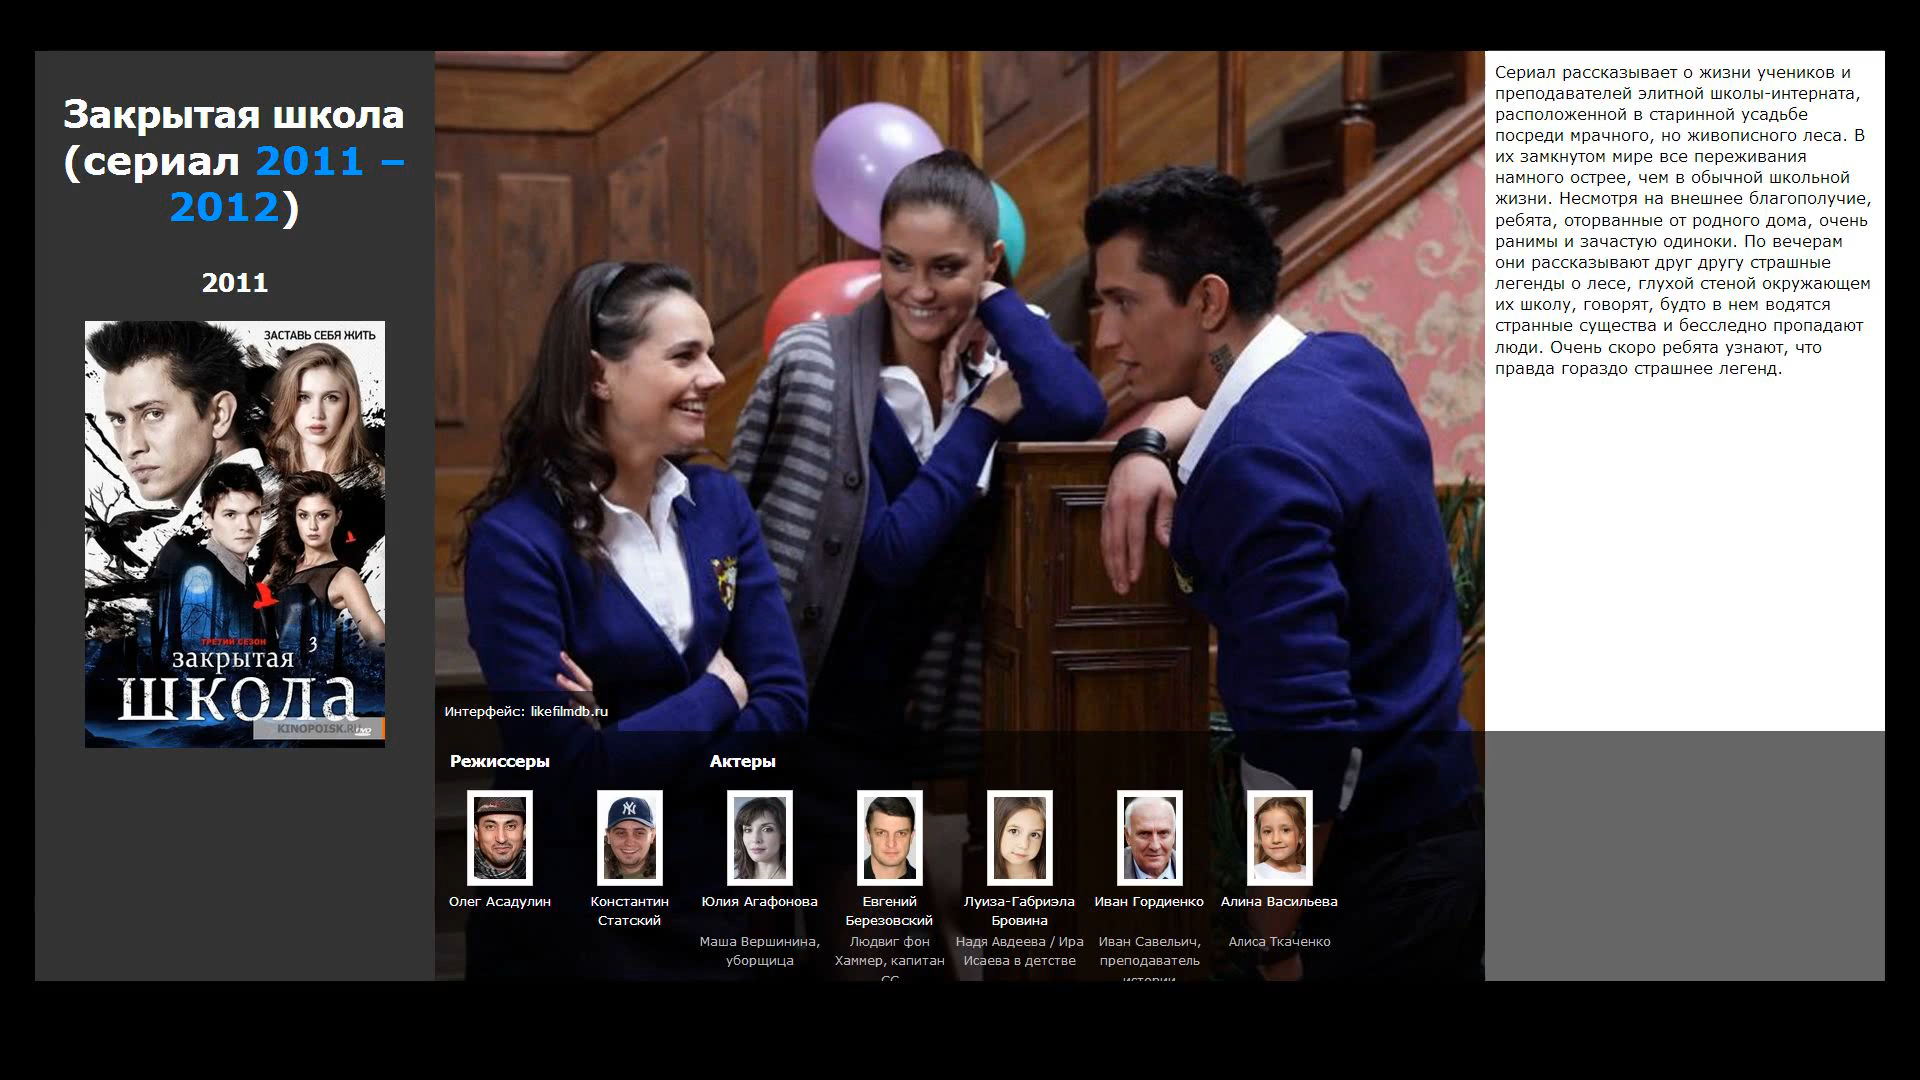 Закрытая школа
(сериал 2011 –
2012)
2011
ЗАСТАВЬ СЕБЯ ЖИТЬ
ТРЕТИЙ СЕЗОН
закрытая 3
школа
KINOPOISK.RU
Сериал рассказывает о жизни учеников и
преподавателей элитной школы-интерната,
расположенной в старинной усадьбе
посреди мрачного, но живописного леса. В
их замкнутом мире все переживания
намного острее, чем в обычной школьной
жизни. Несмотря на внешнее благополучие,
ребята, оторванные от родного дома, очень
ранимы и зачастую одиноки. По вечерам
они рассказывают друг другу страшные
легенды о лесе, глухой стеной окружающем
их школу, говорят, будто в нем водятся
странные существа и бесследно пропадают
люди. Очень скоро ребята узнают, что
правда гораздо страшнее легенд.
Интерфейс: likefilmdb.ru
Режиссеры
Актеры
Олег Асадулин
Константин
Статский
Юлия Агафонова
Маша Вершинина,
уборщица
Евгений
Березовский
Людвиг фон
Хаммер, капитан
СС
Луиза-Габриэла
Бровина
Надя Авдеева / Ира
Исаева в детстве
Иван Гордиенко
Иван Савельич,
преподаватель
истории
Алина Васильева
Алиса Ткаченко